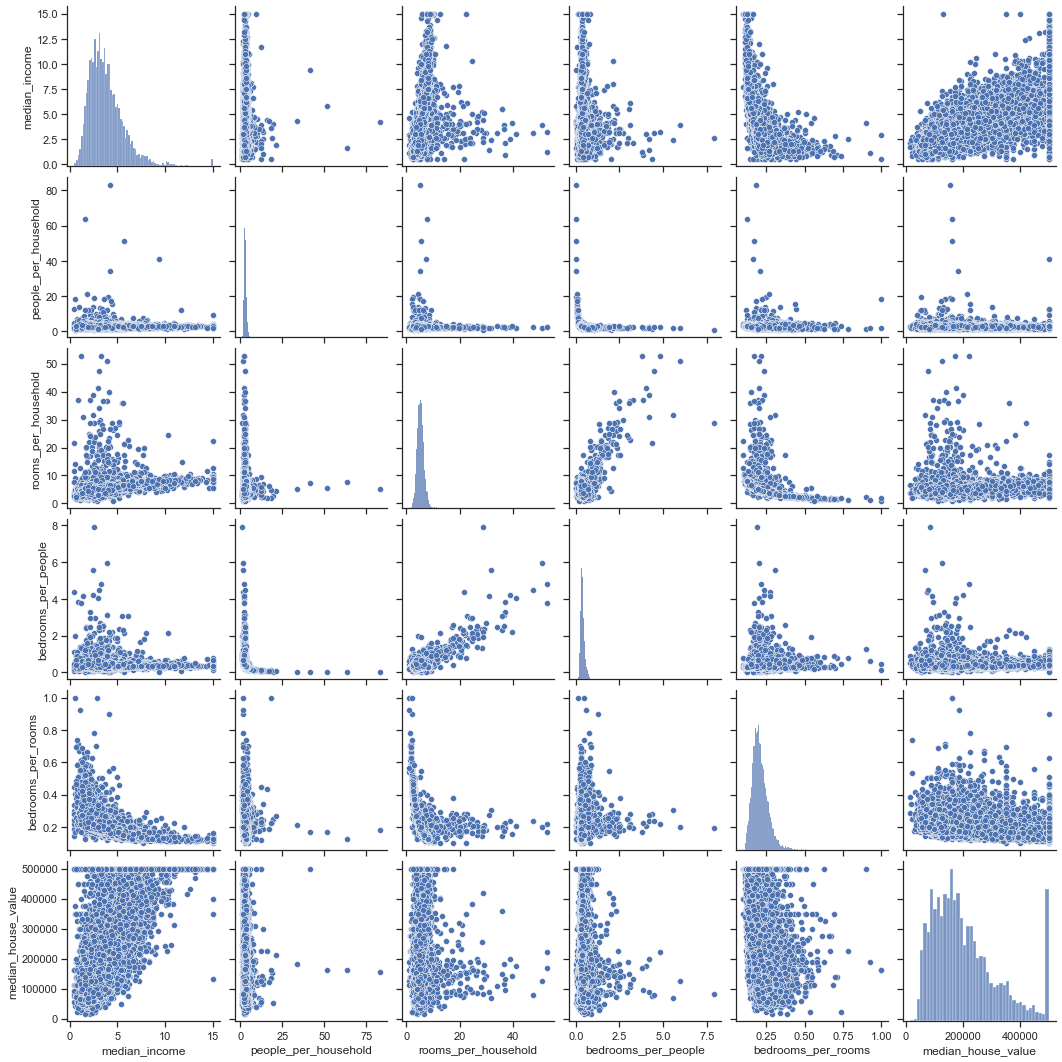 median_income
15.0
12.5
10.0
7.5
5.0
2.5
0.0
people_per_household
80
60
40
20
0
rooms_per_household
50
40
30
20
10
0
bedrooms_per_people
8
6
4
2
0
bedrooms_per_rooms
1.0
0.8
0.6
0.4
0.2
median_house_value
500000
400000
300000
200000
100000
0
0 5 10 15
0 25 50 75
0 20 40
0.0 2.5 5.0 7.5
0.25 0.50 0.75 1.00
0 200000 400000
median_income
people_per_household
rooms_per_household
bedrooms_per_people
bedrooms_per_rooms
median_house_value